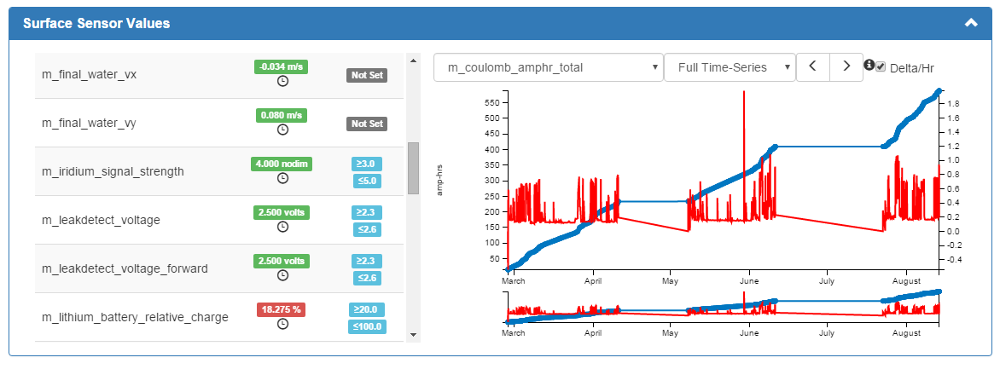 Surface Sensor Values
m_final_water_vx -0.034 m/s Not Set
m_final_water_vy 0.080 m/s Not Set
m_iridium_signal_strength 4.000 nodim ≥3.0
≤5.0
m_leakdetect_voltage 2.500 volts ≥2.3
≤2.6
m_leakdetect_voltage_forward 2.500 volts ≥2.3
≤2.6
m_lithium_battery_relative_charge 18.275 % ≥20.0
≤100.0
m_coulomb_amphr_total Full Time-Series < > Delta/Hr
amp-hrs
550
500
450
400
350
300
250
200
150
100
50
1.8
1.6
1.4
1.2
1.0
0.8
0.6
0.4
0.2
0.0
-0.2
-0.4
March April May June July August
March April May June July August